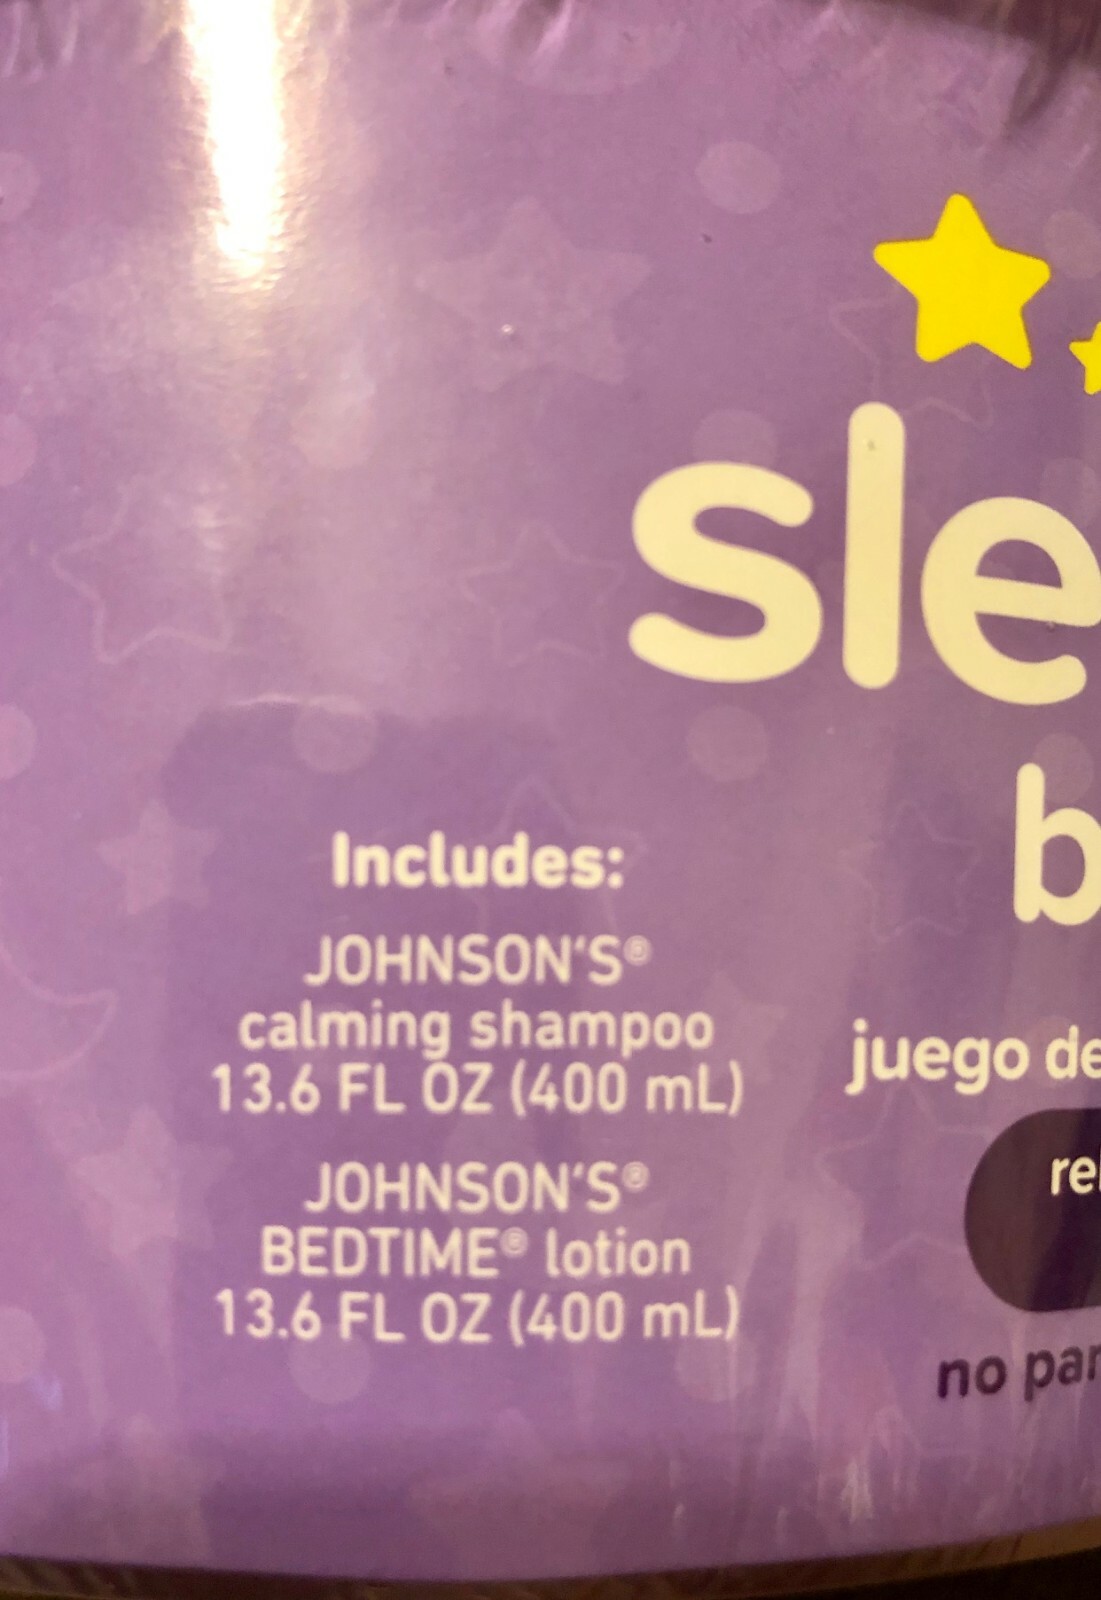 Includes:
JOHNSON'S®
calming shampoo
13.6 FL OZ (400 mL)
JOHNSON'S®
BEDTIME® lotion
13.6 FL OZ (400 mL)
sle
b
juego de
no par